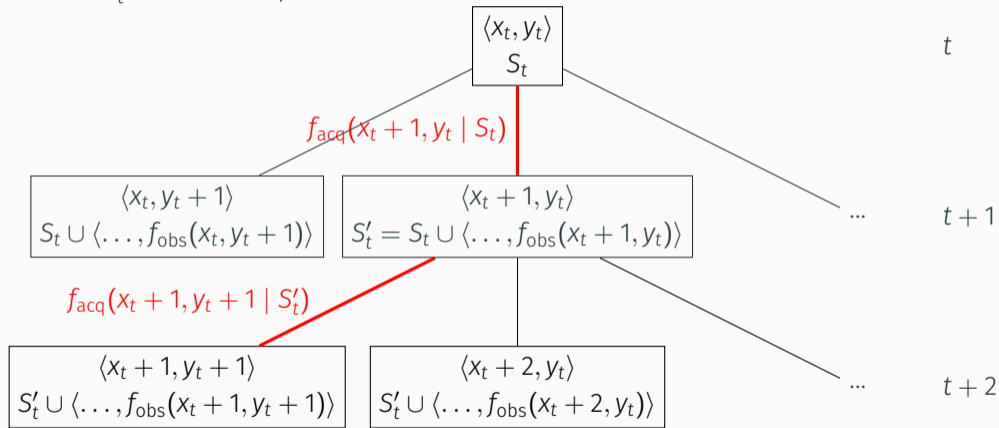 ⟨x_t, y_t⟩
S_t
t
f_acq(x_t + 1, y_t | S_t)
⟨x_t, y_t + 1⟩
S_t ∪ ⟨…, f_obs(x_t, y_t + 1)⟩
⟨x_t + 1, y_t⟩
S′_t = S_t ∪ ⟨…, f_obs(x_t + 1, y_t)⟩
...
t + 1
f_acq(x_t + 1, y_t + 1 | S′_t)
⟨x_t + 1, y_t + 1⟩
S′_t ∪ ⟨…, f_obs(x_t + 1, y_t + 1)⟩
⟨x_t + 2, y_t⟩
S′_t ∪ ⟨…, f_obs(x_t + 2, y_t)⟩
...
t + 2